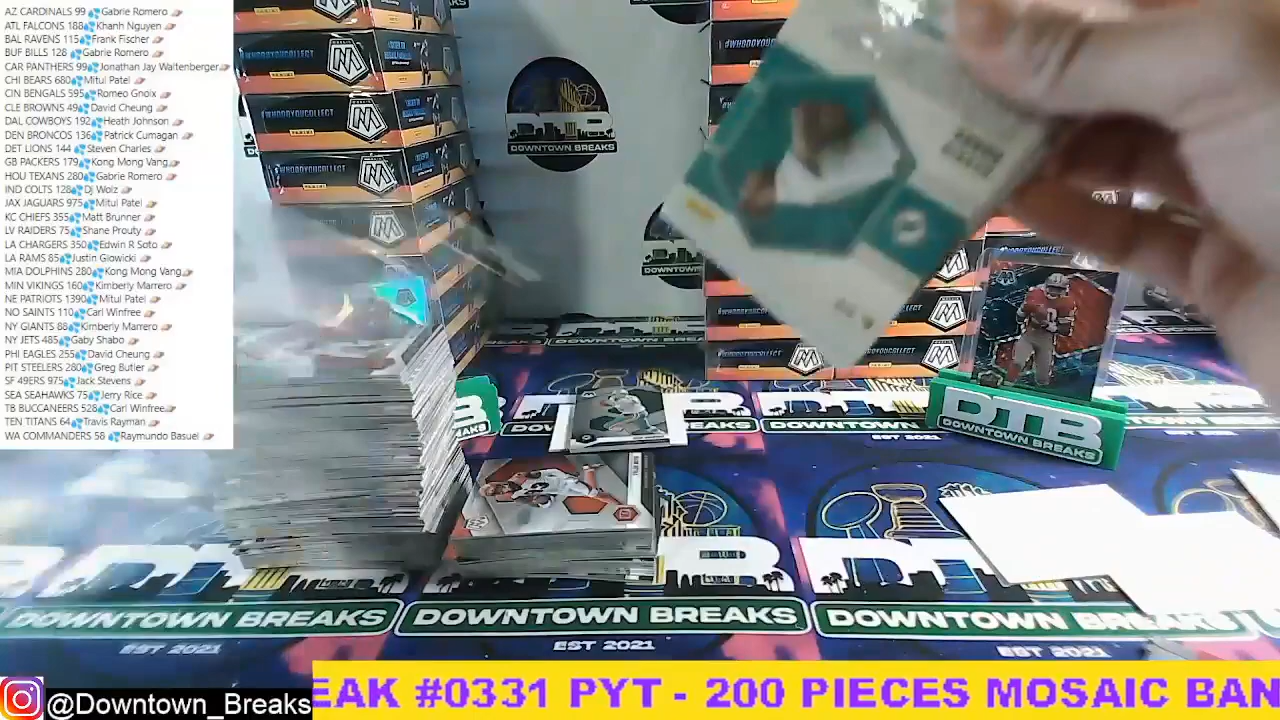 AZ CARDINALS 99 Gabrie Romero
ATL FALCONS 188 Khanh Nguyen
BAL RAVENS 115 Frank Fischer
BUF BILLS 128 Gabrie Romero
CAR PANTHERS 99 Jonathan Jay Waltenberger
CHI BEARS 680 Mitul Patel
CIN BENGALS 595 Romeo Gnoix
CLE BROWNS 49 David Cheung
DAL COWBOYS 192 Heath Johnson
DEN BRONCOS 136 Patrick Cumagan
DET LIONS 144 Steven Charles
GB PACKERS 179 Kong Mong Vang
HOU TEXANS 280 Gabrie Romero
IND COLTS 128 DJ Wolz
JAX JAGUARS 975 Mitul Patel
KC CHIEFS 355 Matt Brunner
LV RAIDERS 75 Shane Prouty
LA CHARGERS 350 Edwin R Soto
LA RAMS 85 Justin Glowicki
MIA DOLPHINS 280 Kong Mong Vang
MIN VIKINGS 160 Kimberly Marrero
NE PATRIOTS 1390 Mitul Patel
NO SAINTS 110 Carl Winfree
NY GIANTS 88 Kimberly Marrero
NY JETS 485 Gaby Shabo
PHI EAGLES 255 David Cheung
PIT STEELERS 280 Greg Butler
SF 49ERS 975 Jack Stevens
SEA SEAHAWKS 75 Jerry Rice
TB BUCCANEERS 528 Carl Winfree
TEN TITANS 64 Travis Rayman
WA COMMANDERS 58 Raymundo Basuel
#WHODOYOUCOLLECT
#WHODOYOUCOLLECT
#WHODOYOUCOLLECT
#WHODOYOUCOLLECT
DTB
DOWNTOWN BREAKS
DTB
DOWNTOWN BREAKS
DOWNTOWN BREAKS
EST 2021
DOWNTOWN BREAKS
EST 2021
DOWNTOWN BREAKS
EST 2021
@Downtown_Breaks
EAK #0331 PYT - 200 PIECES MOSAIC BAN